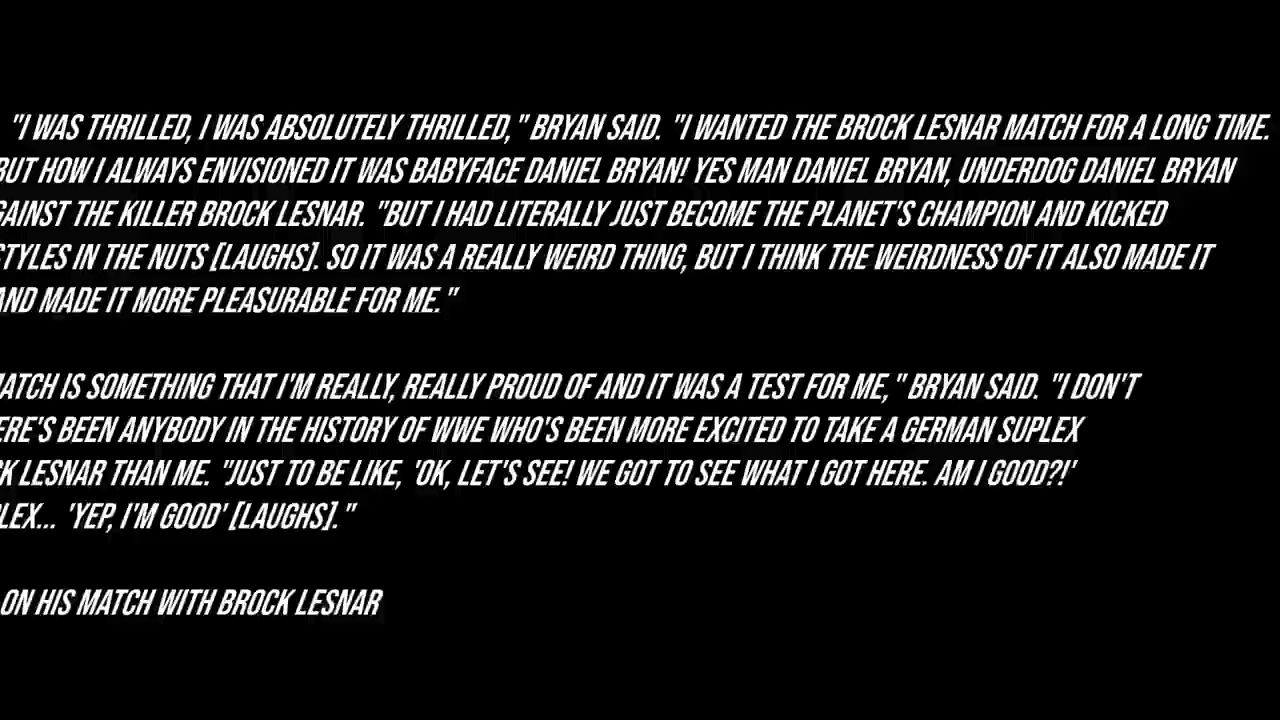 "I WAS THRILLED, I WAS ABSOLUTELY THRILLED," BRYAN SAID. "I WANTED THE BROCK LESNAR MATCH FOR A LONG TIME.
BUT HOW I ALWAYS ENVISIONED IT WAS BABYFACE DANIEL BRYAN! YES MAN DANIEL BRYAN, UNDERDOG DANIEL BRYAN
GAINST THE KILLER BROCK LESNAR. "BUT I HAD LITERALLY JUST BECOME THE PLANET'S CHAMPION AND KICKED
STYLES IN THE NUTS [LAUGHS]. SO IT WAS A REALLY WEIRD THING, BUT I THINK THE WEIRDNESS OF IT ALSO MADE IT
AND MADE IT MORE PLEASURABLE FOR ME."
MATCH IS SOMETHING THAT I'M REALLY, REALLY PROUD OF AND IT WAS A TEST FOR ME," BRYAN SAID. "I DON'T
ERE'S BEEN ANYBODY IN THE HISTORY OF WWE WHO'S BEEN MORE EXCITED TO TAKE A GERMAN SUPLEX
CK LESNAR THAN ME. "JUST TO BE LIKE, 'OK, LET'S SEE! WE GOT TO SEE WHAT I GOT HERE. AM I GOOD?!'
PLEX... 'YEP, I'M GOOD' [LAUGHS]."
ON HIS MATCH WITH BROCK LESNAR